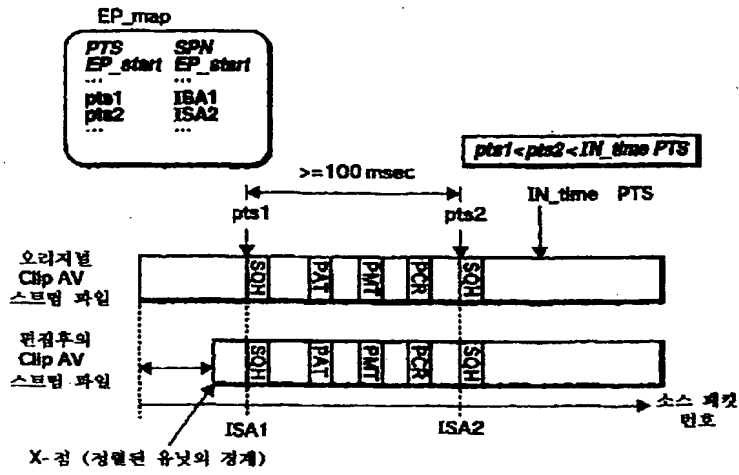 EP_map
PTS SPN
EP_start EP_start
... ...
pts1 ISA1
pts2 ISA2
... ...
pts1<pts2<IN_time PTS
>=100 msec
IN_time PTS
pts1 pts2
오리지널
Clip AV
스트림 파일
SQH PAT PMT PCR SQH
편집후의
Clip AV
스트림 파일
SQH PAT PMT PCR SQH
소스 패킷
번호
ISA1 ISA2
X-점 (정렬된 유닛의 경계)